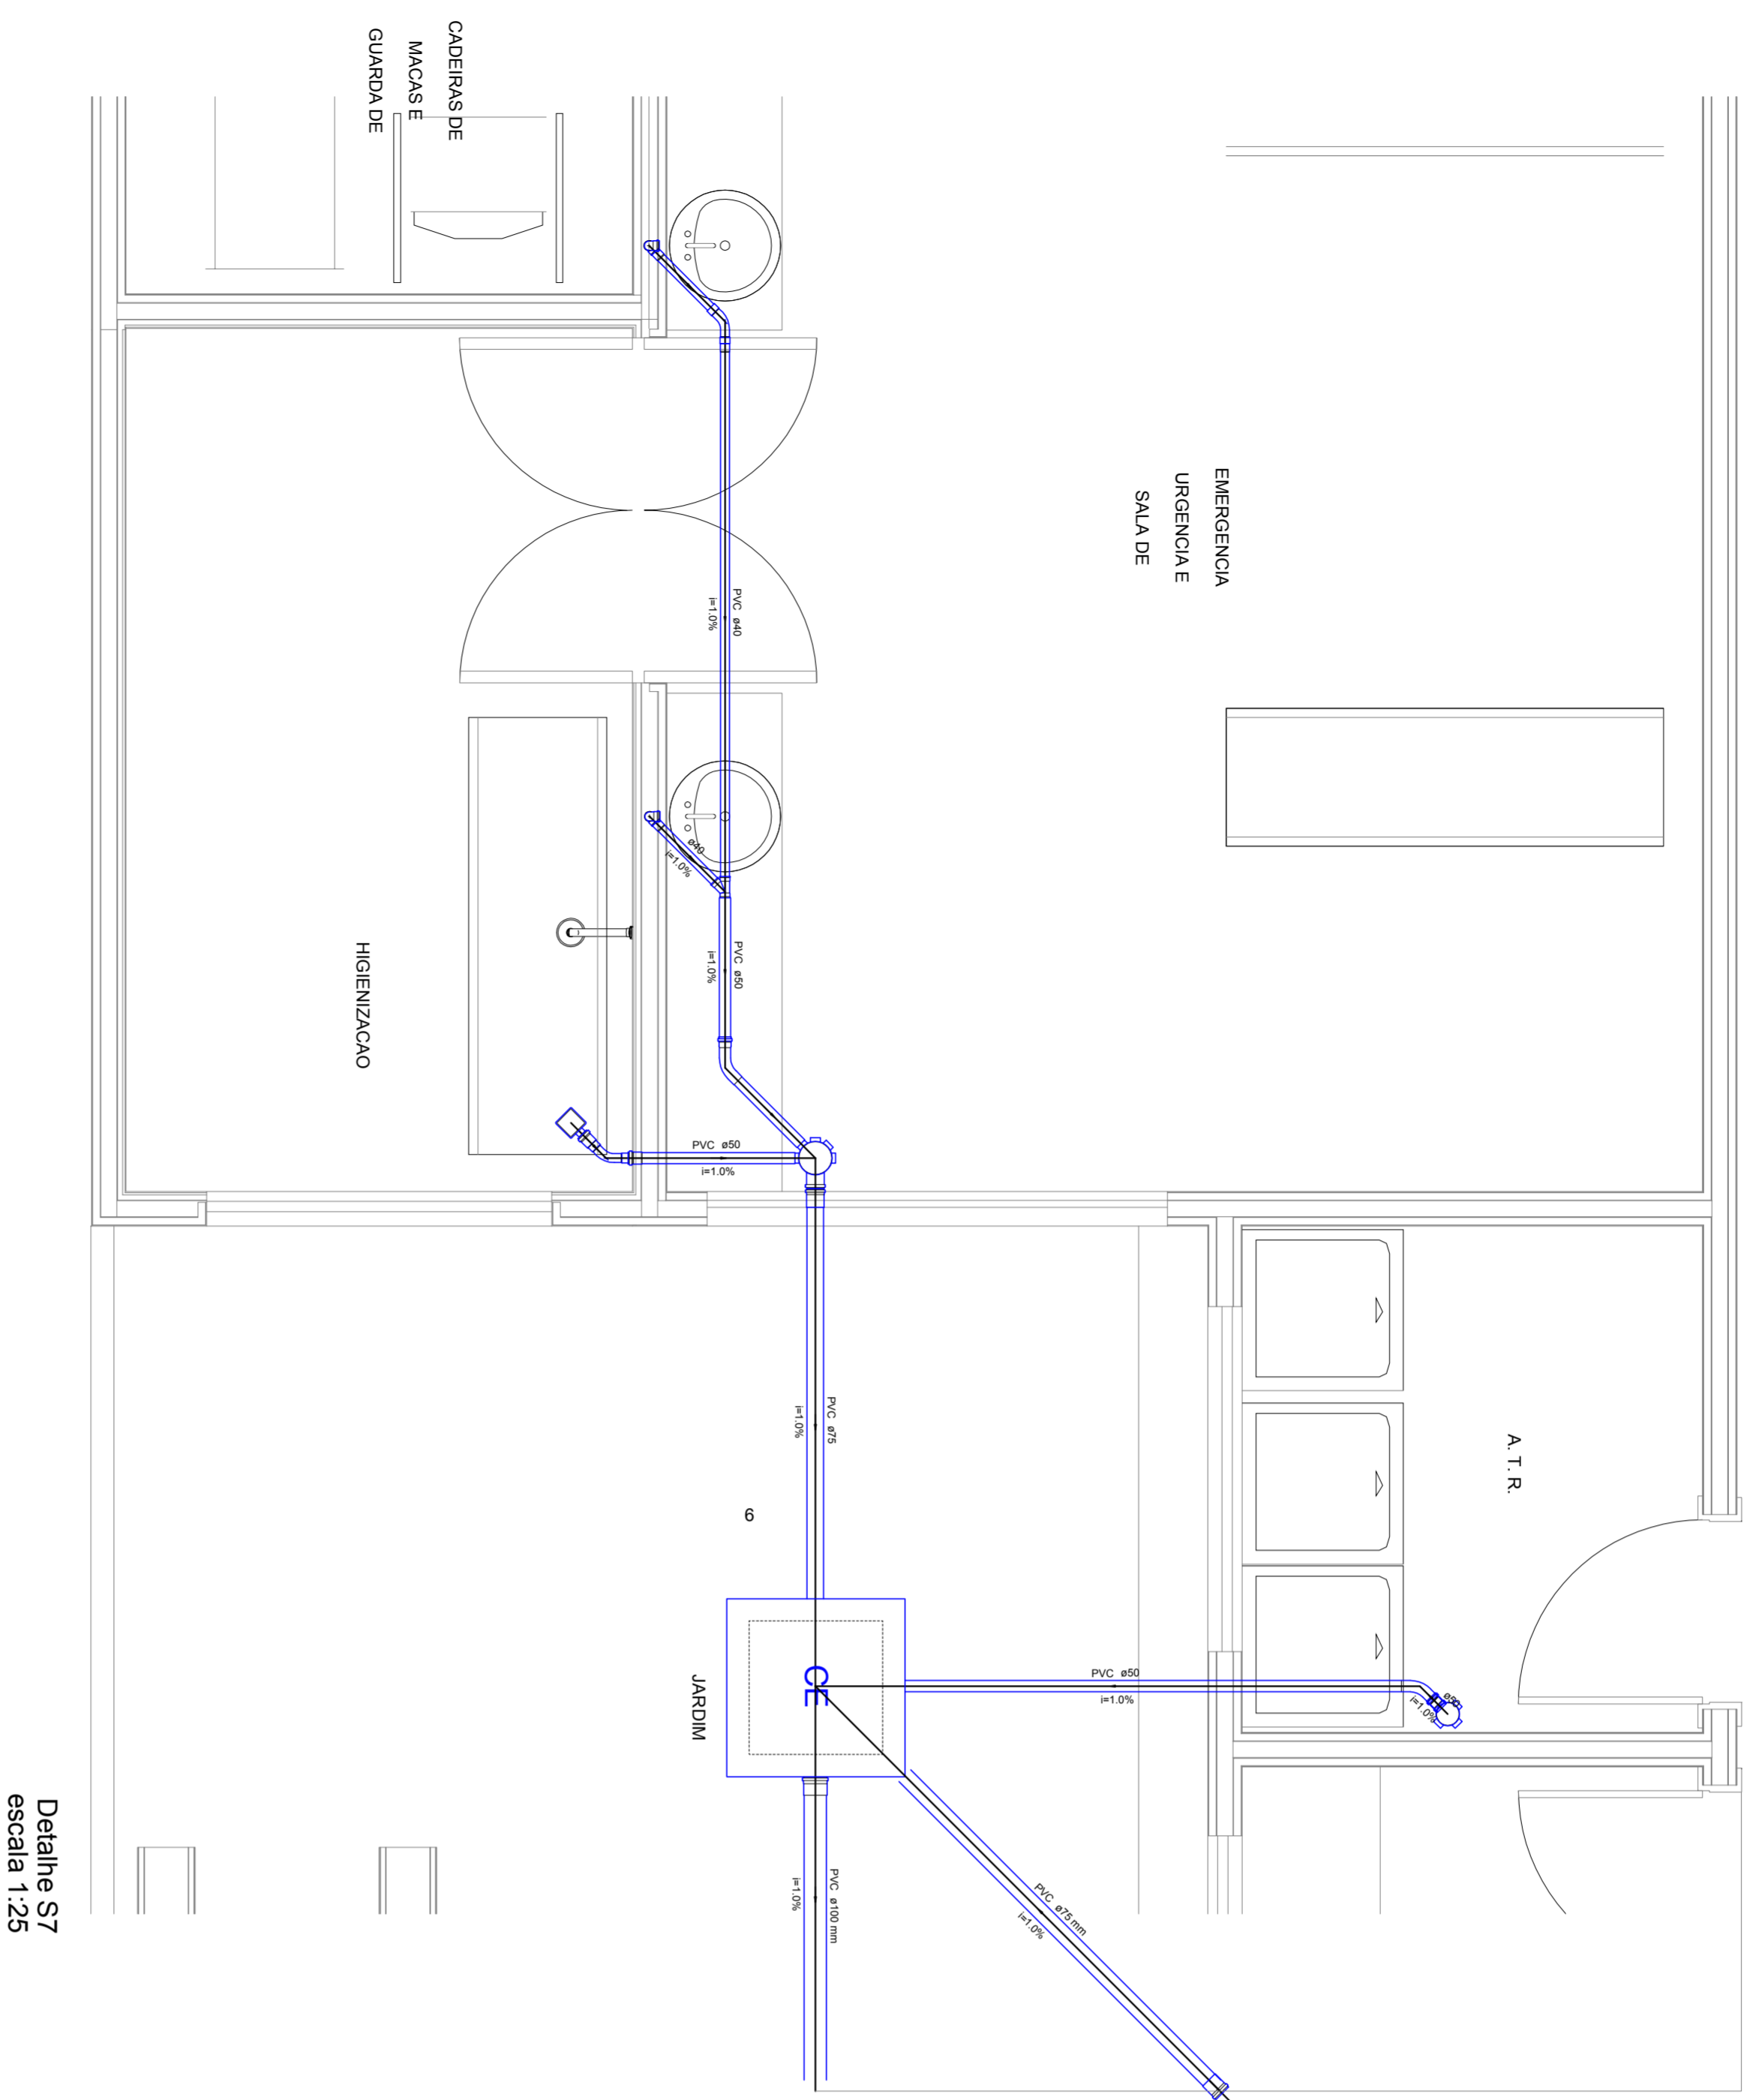 GUARDA DE
MACAS E
CADEIRAS DE
SALA DE
URGENCIA E
EMERGENCIA
PVC ø40
i=1.0%
ø40
i=1.0%
PVC ø50
i=1.0%
HIGIENIZACAO
PVC ø50
i=1.0%
PVC ø75
i=1.0%
A. T. R.
6
CE
JARDIM
PVC ø50
i=1.0%
ø50
i=1.0%
PVC ø75 mm
i=1.0%
PVC ø100 mm
i=1.0%
Detalhe S7
escala 1:25